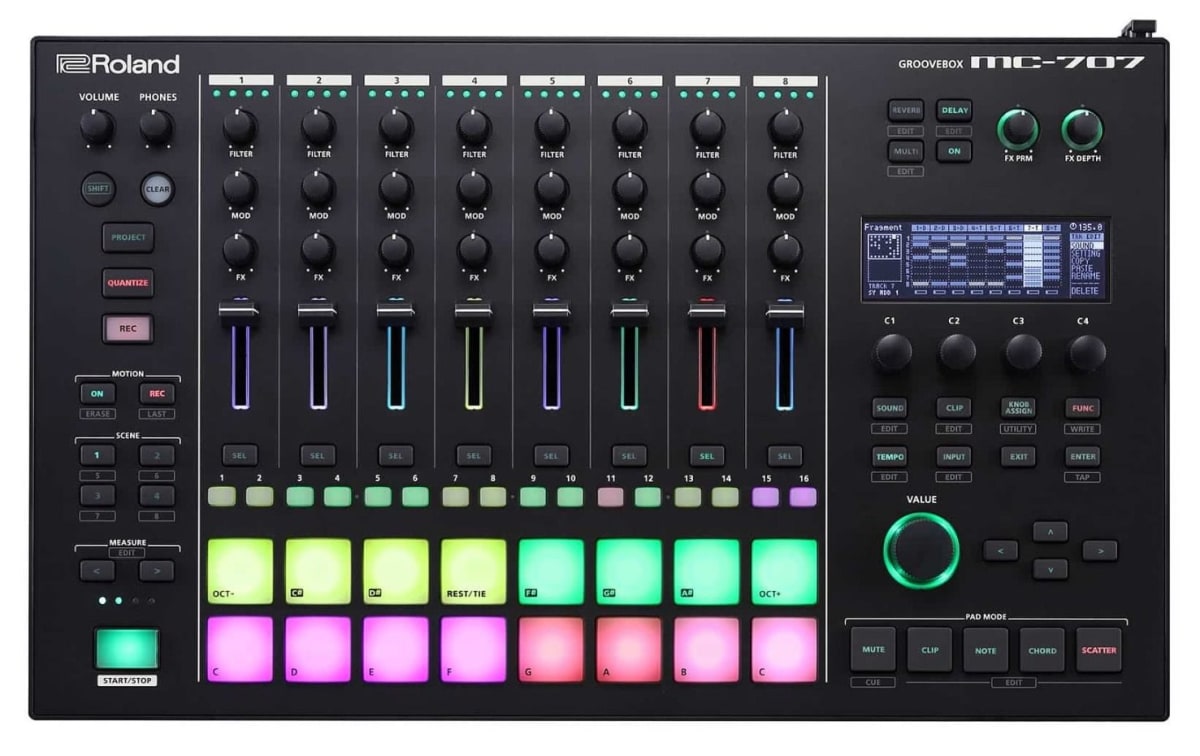 Roland
GROOVEBOX MC-707
VOLUME PHONES
1 2 3 4 5 6 7 8
REVERB DELAY
EDIT EDIT
MULTI ON
EDIT
FX PRM FX DEPTH
FILTER FILTER FILTER FILTER FILTER FILTER FILTER FILTER
SHIFT CLEAR
MOD MOD MOD MOD MOD MOD MOD MOD
PROJECT
FX FX FX FX FX FX FX FX
QUANTIZE
REC
Fragment 135.0
SOUND
SETTING
COPY
PASTE
RENAME
DELETE
TRACK 7
C1 C2 C3 C4
MOTION
ON REC
ERASE LAST
SOUND CLIP KNOB ASSIGN FUNC
EDIT EDIT UTILITY WRITE
SCENE
1 2
5 6
3 4
7 8
SEL SEL SEL SEL SEL SEL SEL SEL
TEMPO INPUT EXIT ENTER
EDIT EDIT TAP
1 2 3 4 5 6 7 8 9 10 11 12 13 14 15 16
VALUE
MEASURE
EDIT
< >
< ∧ ∨ >
OCT- C# D# REST/TIE F# G# A# OCT+
START/STOP
C D E F G A B C
PAD MODE
MUTE CLIP NOTE CHORD SCATTER
CUE EDIT